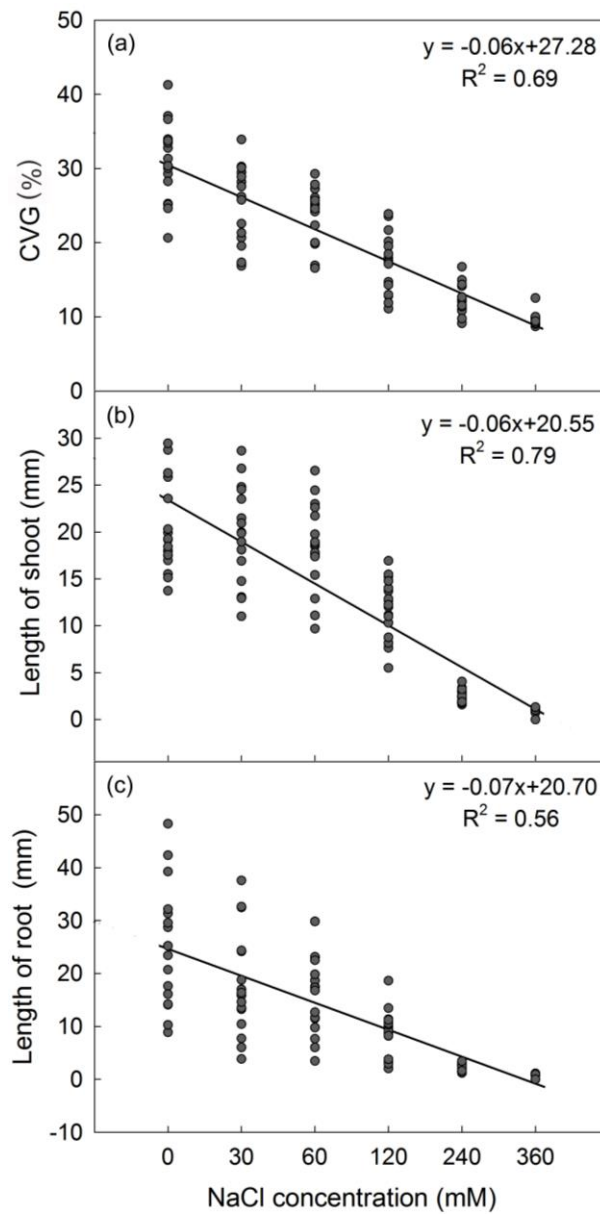 (a)
y = -0.06x+27.28
R² = 0.69
50
40
30
20
10
0
CVG (%)
(b)
y = -0.06x+20.55
R² = 0.79
30
25
20
15
10
5
0
Length of shoot (mm)
(c)
y = -0.07x+20.70
R² = 0.56
50
40
30
20
10
0
-10
Length of root (mm)
0 30 60 120 240 360
NaCl concentration (mM)